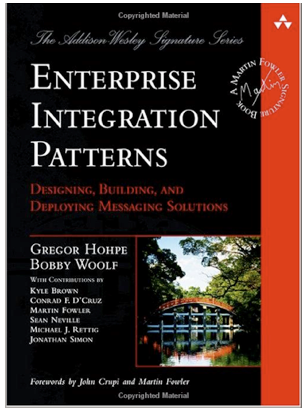 Copyrighted Material
The Addison Wesley Signature Series
ENTERPRISE
INTEGRATION
PATTERNS
A MARTIN FOWLER SIGNATURE BOOK
Martin
DESIGNING, BUILDING, AND
DEPLOYING MESSAGING SOLUTIONS
GREGOR HOHPE
BOBBY WOOLF
WITH CONTRIBUTIONS BY
KYLE BROWN
CONRAD F. D'CRUZ
MARTIN FOWLER
SEAN NEVILLE
MICHAEL J. RETTIG
JONATHAN SIMON
Forewords by John Crupi and Martin Fowler
Copyrighted Material